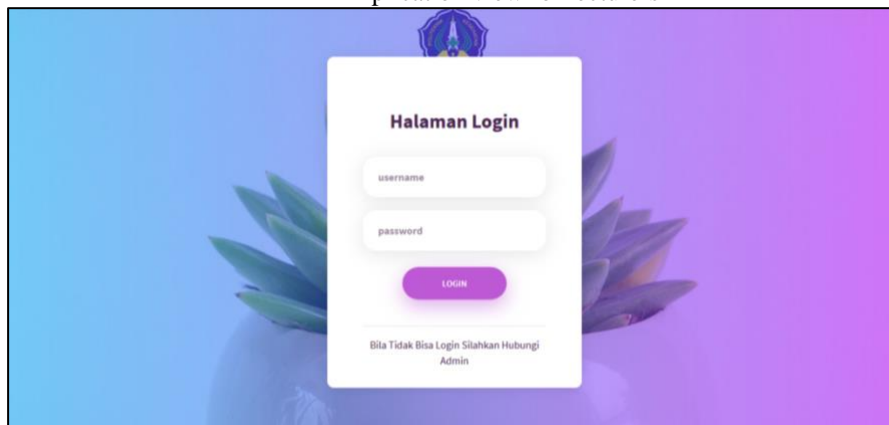 Halaman Login
username
password
LOGIN
Bila Tidak Bisa Login Silahkan Hubungi
Admin